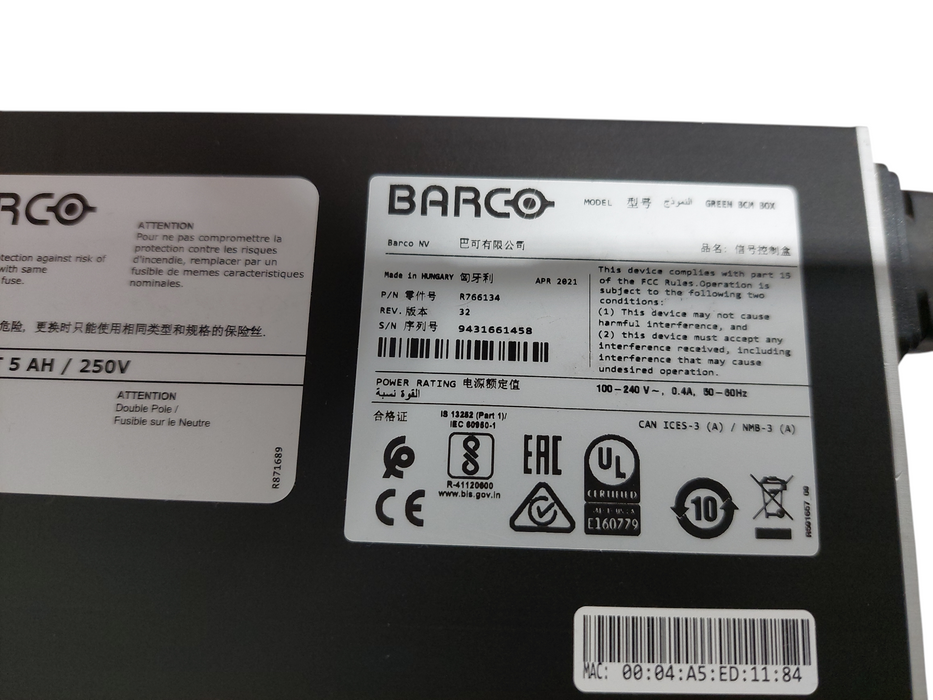 RCO
ATTENTION
Pour ne pas compromettre la
protection contre les risques
d'incendie, remplacer par un
fusible de memes caracteristiques
nominales.
tection against risk of
with same
fuse.
危险, 更换时只能使用相同类型和规格的保险丝.
T 5 AH / 250V
ATTENTION
Double Pole /
Fusible sur le Neutre
R871689
BARCO
MODEL 型号 النموذج GREEN BCM BOX
Barco NV 巴可有限公司
品名: 信号控制盒
Made in HUNGARY 匈牙利 APR 2021
P/N 零件号 R766134
REV. 版本 32
S/N 序列号 9431661458
This device complies with part 15
of the FCC Rules.Operation is
subject to the following two
conditions:
(1) This device may not cause
harmful interference, and
(2) this device must accept any
interference received, including
interference that may cause
undesired operation.
POWER RATING 电源额定值
القوة نسبة
100-240 V~, 0.4A, 50-60Hz
合格证
IS 13252 (Part 1)/
IEC 60950-1
R-41120600
www.bis.gov.in
CAN ICES-3 (A) / NMB-3 (A)
EAC
UL
CERTIFIED
E160779
CE
10
MAC: 00:04:A5:ED:11:84